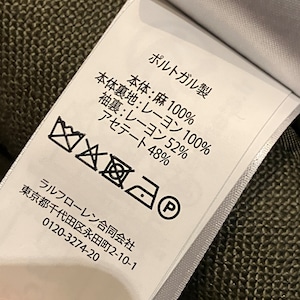 ポルトガル製
本体:麻100%
本体裏地:レーヨン100%
袖裏:レーヨン52%
アセテート48%
ラルフローレン合同会社
東京都千代田区永田町2-10-1
0120-3274-20